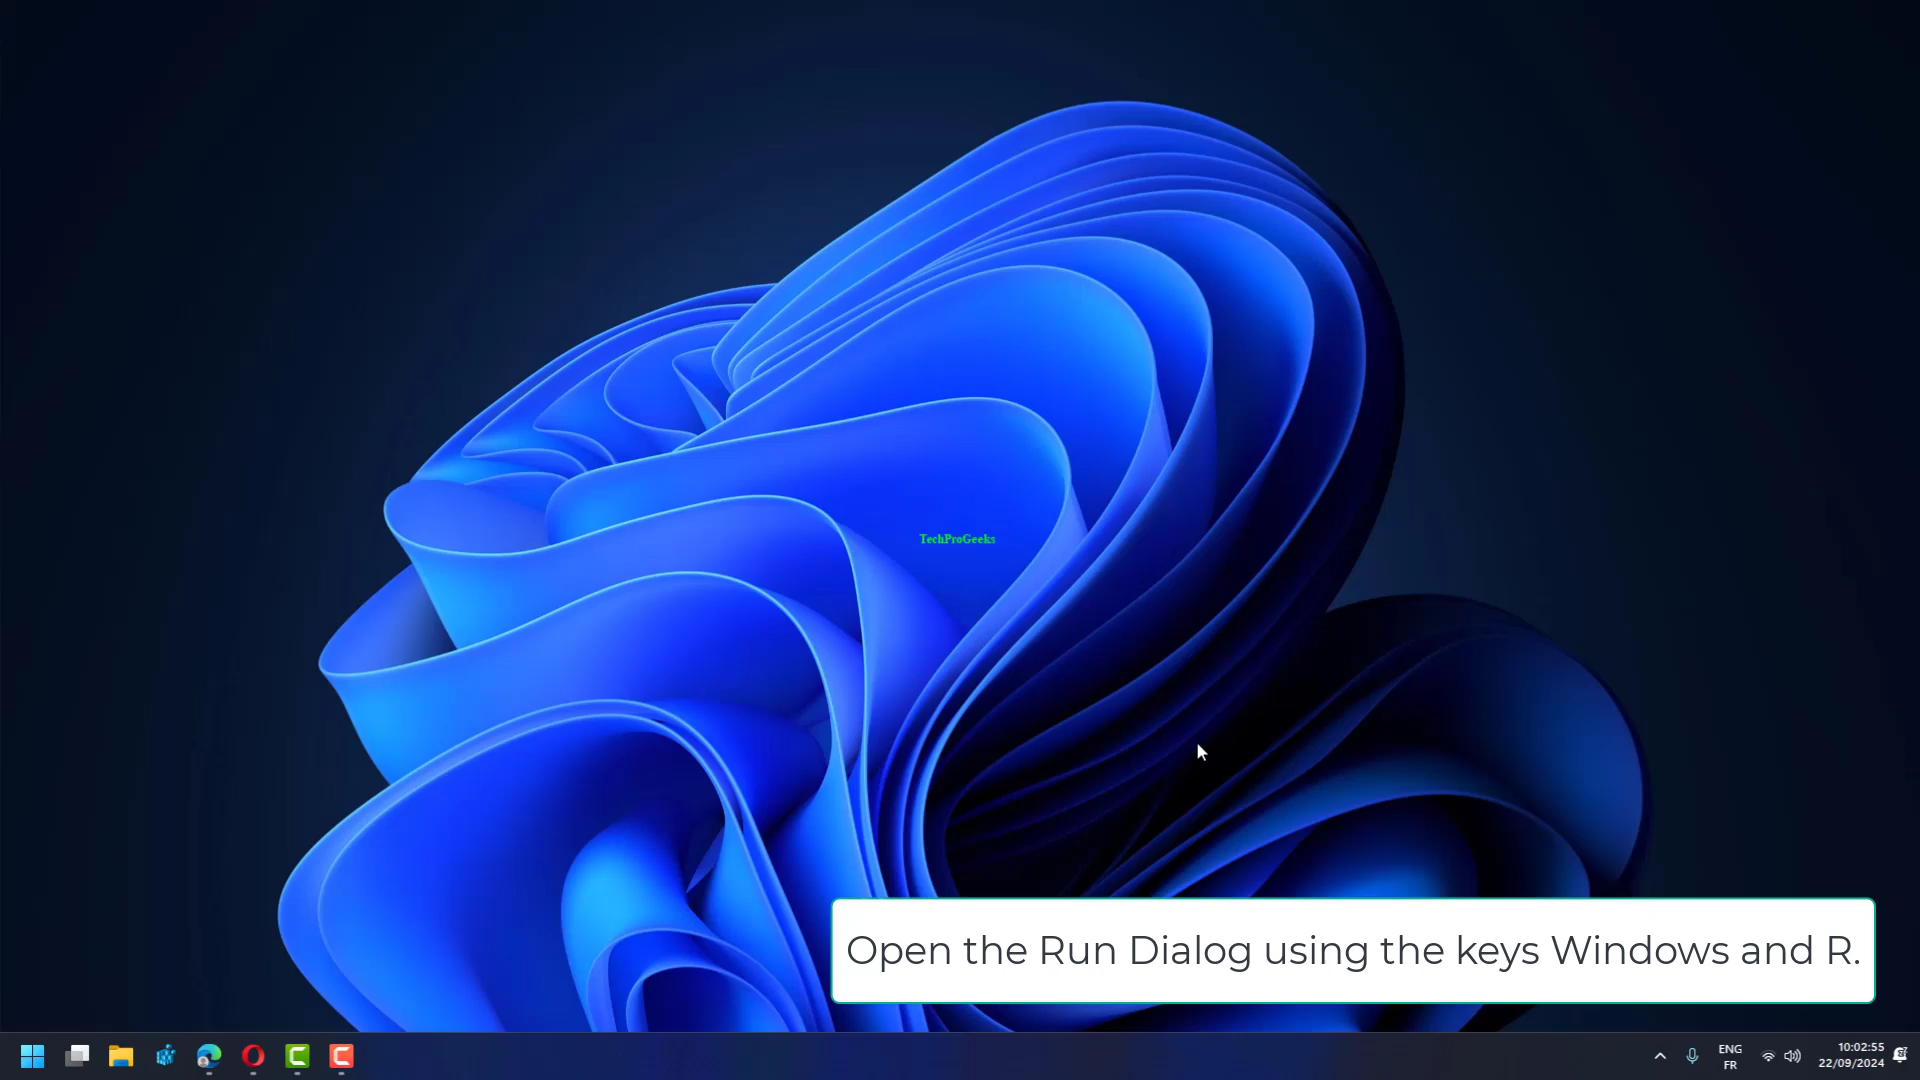 TechProGeeks
Open the Run Dialog using the keys Windows and R.
ENG
FR
10:02:55
22/09/2024